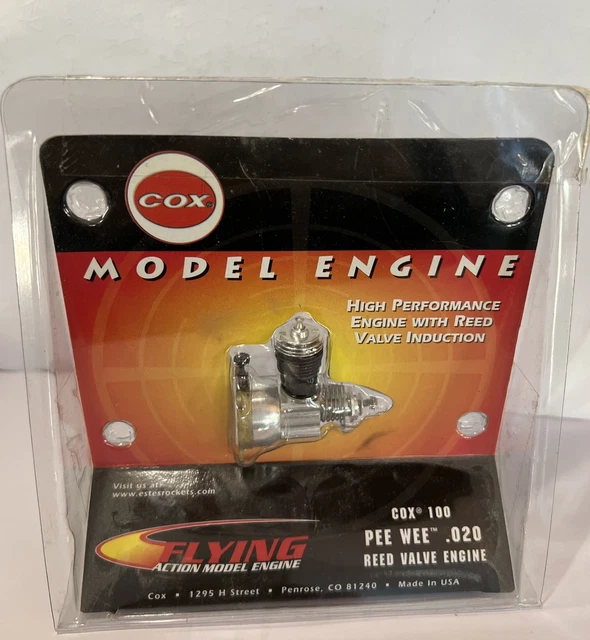 COX®
MODEL ENGINE
HIGH PERFORMANCE
ENGINE WITH REED
VALVE INDUCTION
Visit us at:
www.estesrockets.com
FLYING
ACTION MODEL ENGINE
COX® 100
PEE WEE™ .020
REED VALVE ENGINE
Cox • 1295 H Street • Penrose, CO 81240 • Made In USA